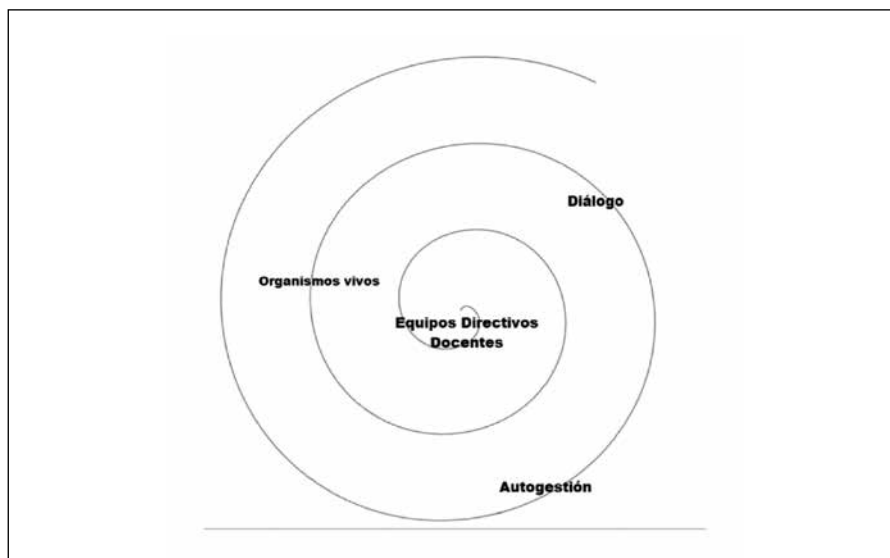 Diálogo
Organismos vivos
Equipos Directivos
Docentes
Autogestión